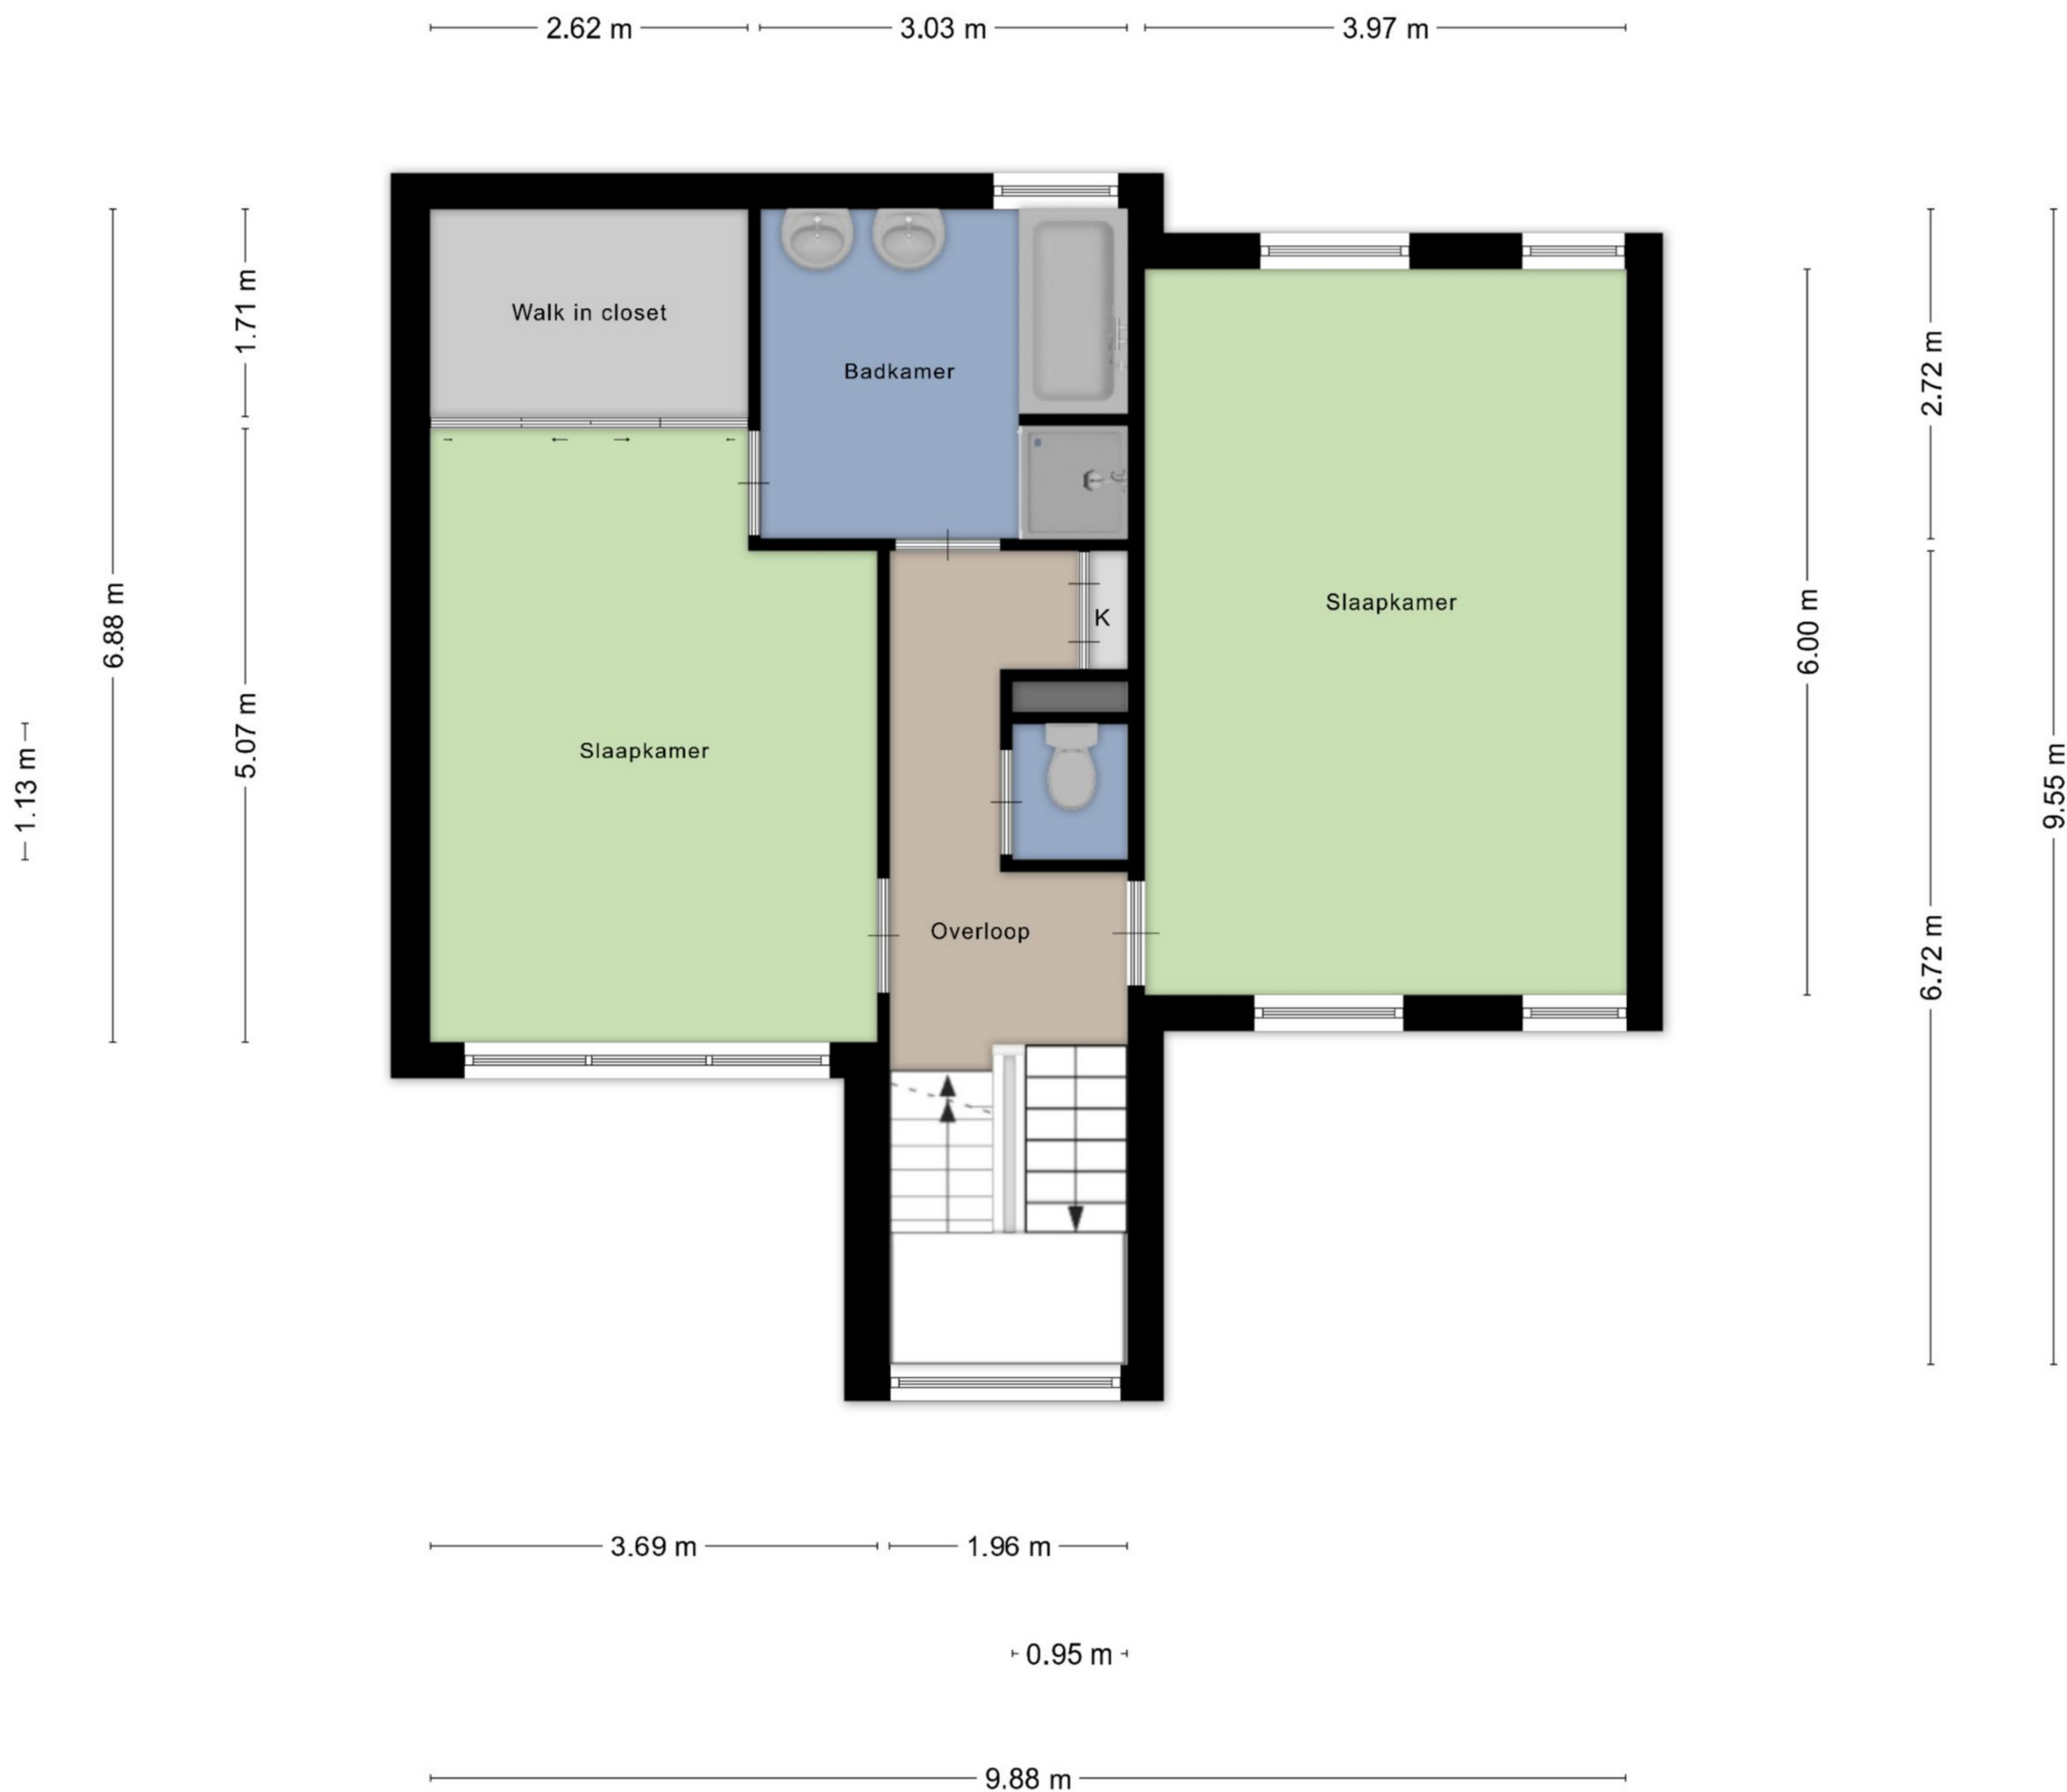 2.62 m
3.03 m
3.97 m
Walk in closet
1.71 m
Badkamer
2.72 m
6.88 m
Slaapkamer
6.00 m
K
5.07 m
Slaapkamer
1.13 m
9.55 m
Overloop
6.72 m
3.69 m
1.96 m
0.95 m
9.88 m